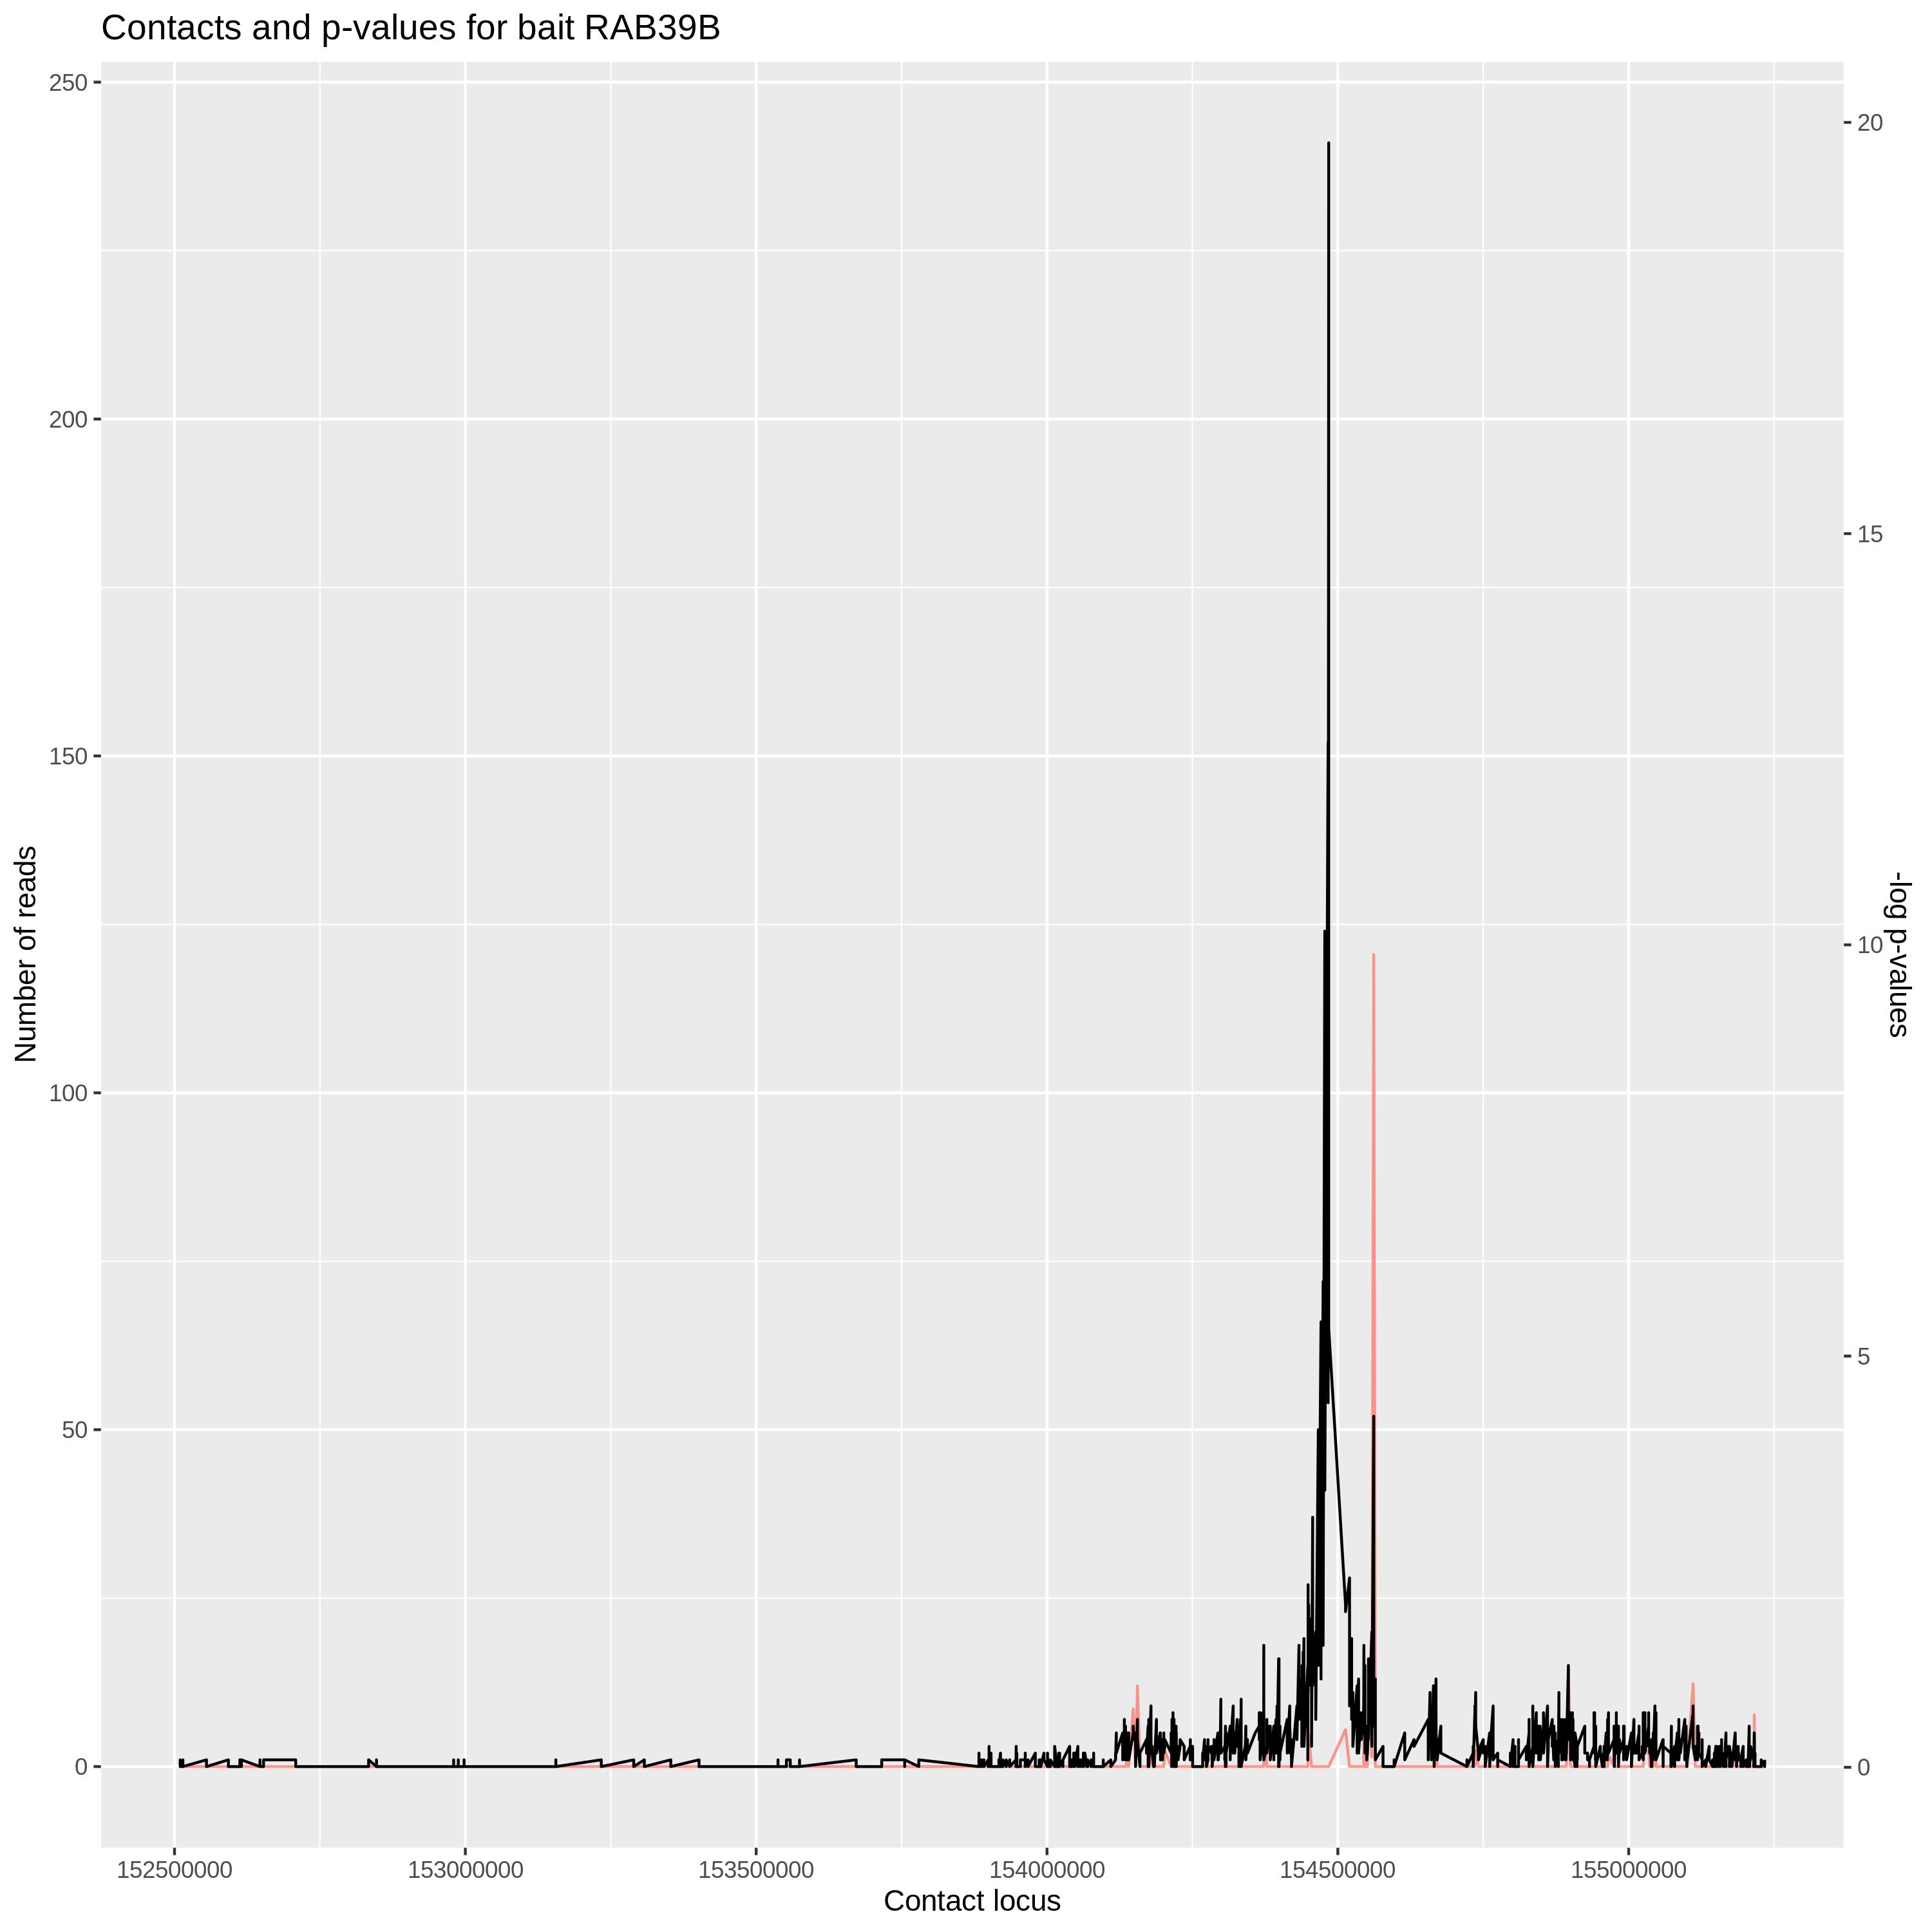 Contacts and p-values for bait RAB39B
250
200
150
100
50
0
Number of reads
20
15
10
5
0
-log p-values
152500000 153000000 153500000 154000000 154500000 155000000
Contact locus